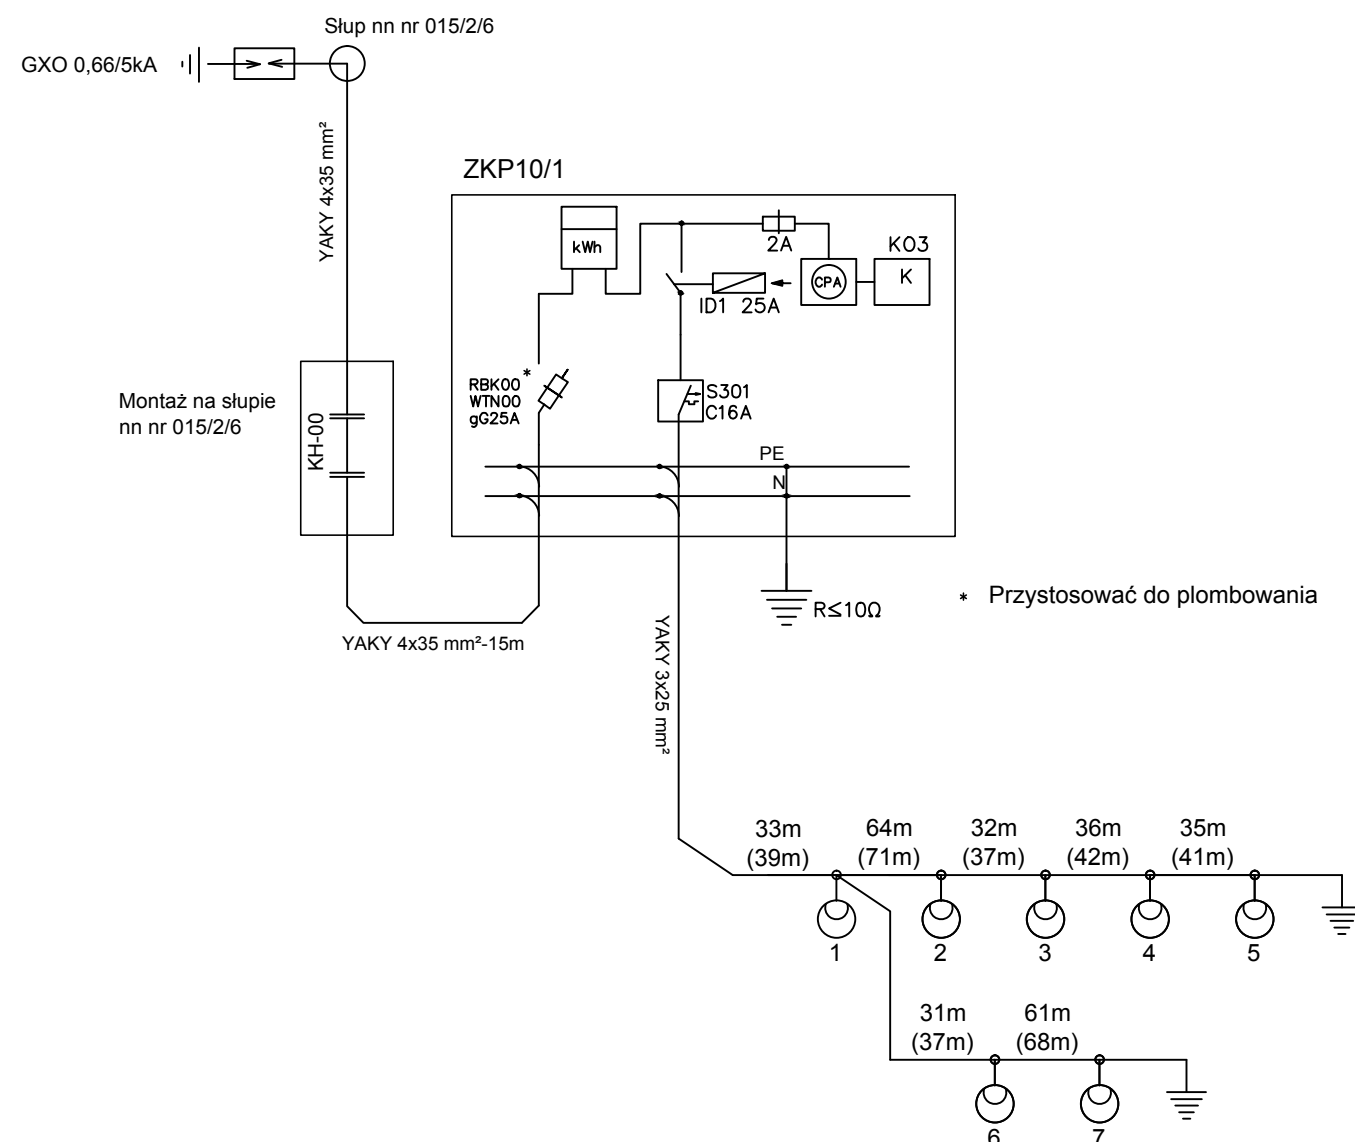 Słup nn nr 015/2/6
GXO 0,66/5kA
YAKY 4x35 mm²
ZKP10/1
kWh
2A
KO3
CPA
K
ID1 25A
RBK00 *
WTN00
gG25A
S301
C16A
Montaż na słupie
nn nr 015/2/6
KH-00
PE
N
R≤10Ω
* Przystosować do plombowania
YAKY 4x35 mm²-15m
YAKY 3x25 mm²
33m
(39m)
64m
(71m)
32m
(37m)
36m
(42m)
35m
(41m)
1
2
3
4
5
31m
(37m)
61m
(68m)
6
7